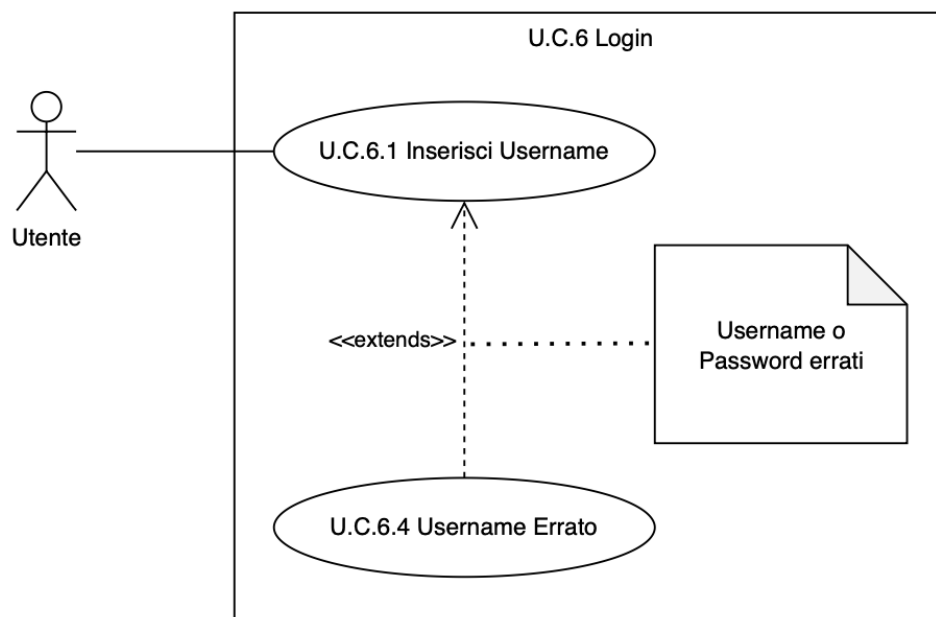 U.C.6 Login
U.C.6.1 Inserisci Username
Utente
<<extends>>
Username o
Password errati
U.C.6.4 Username Errato